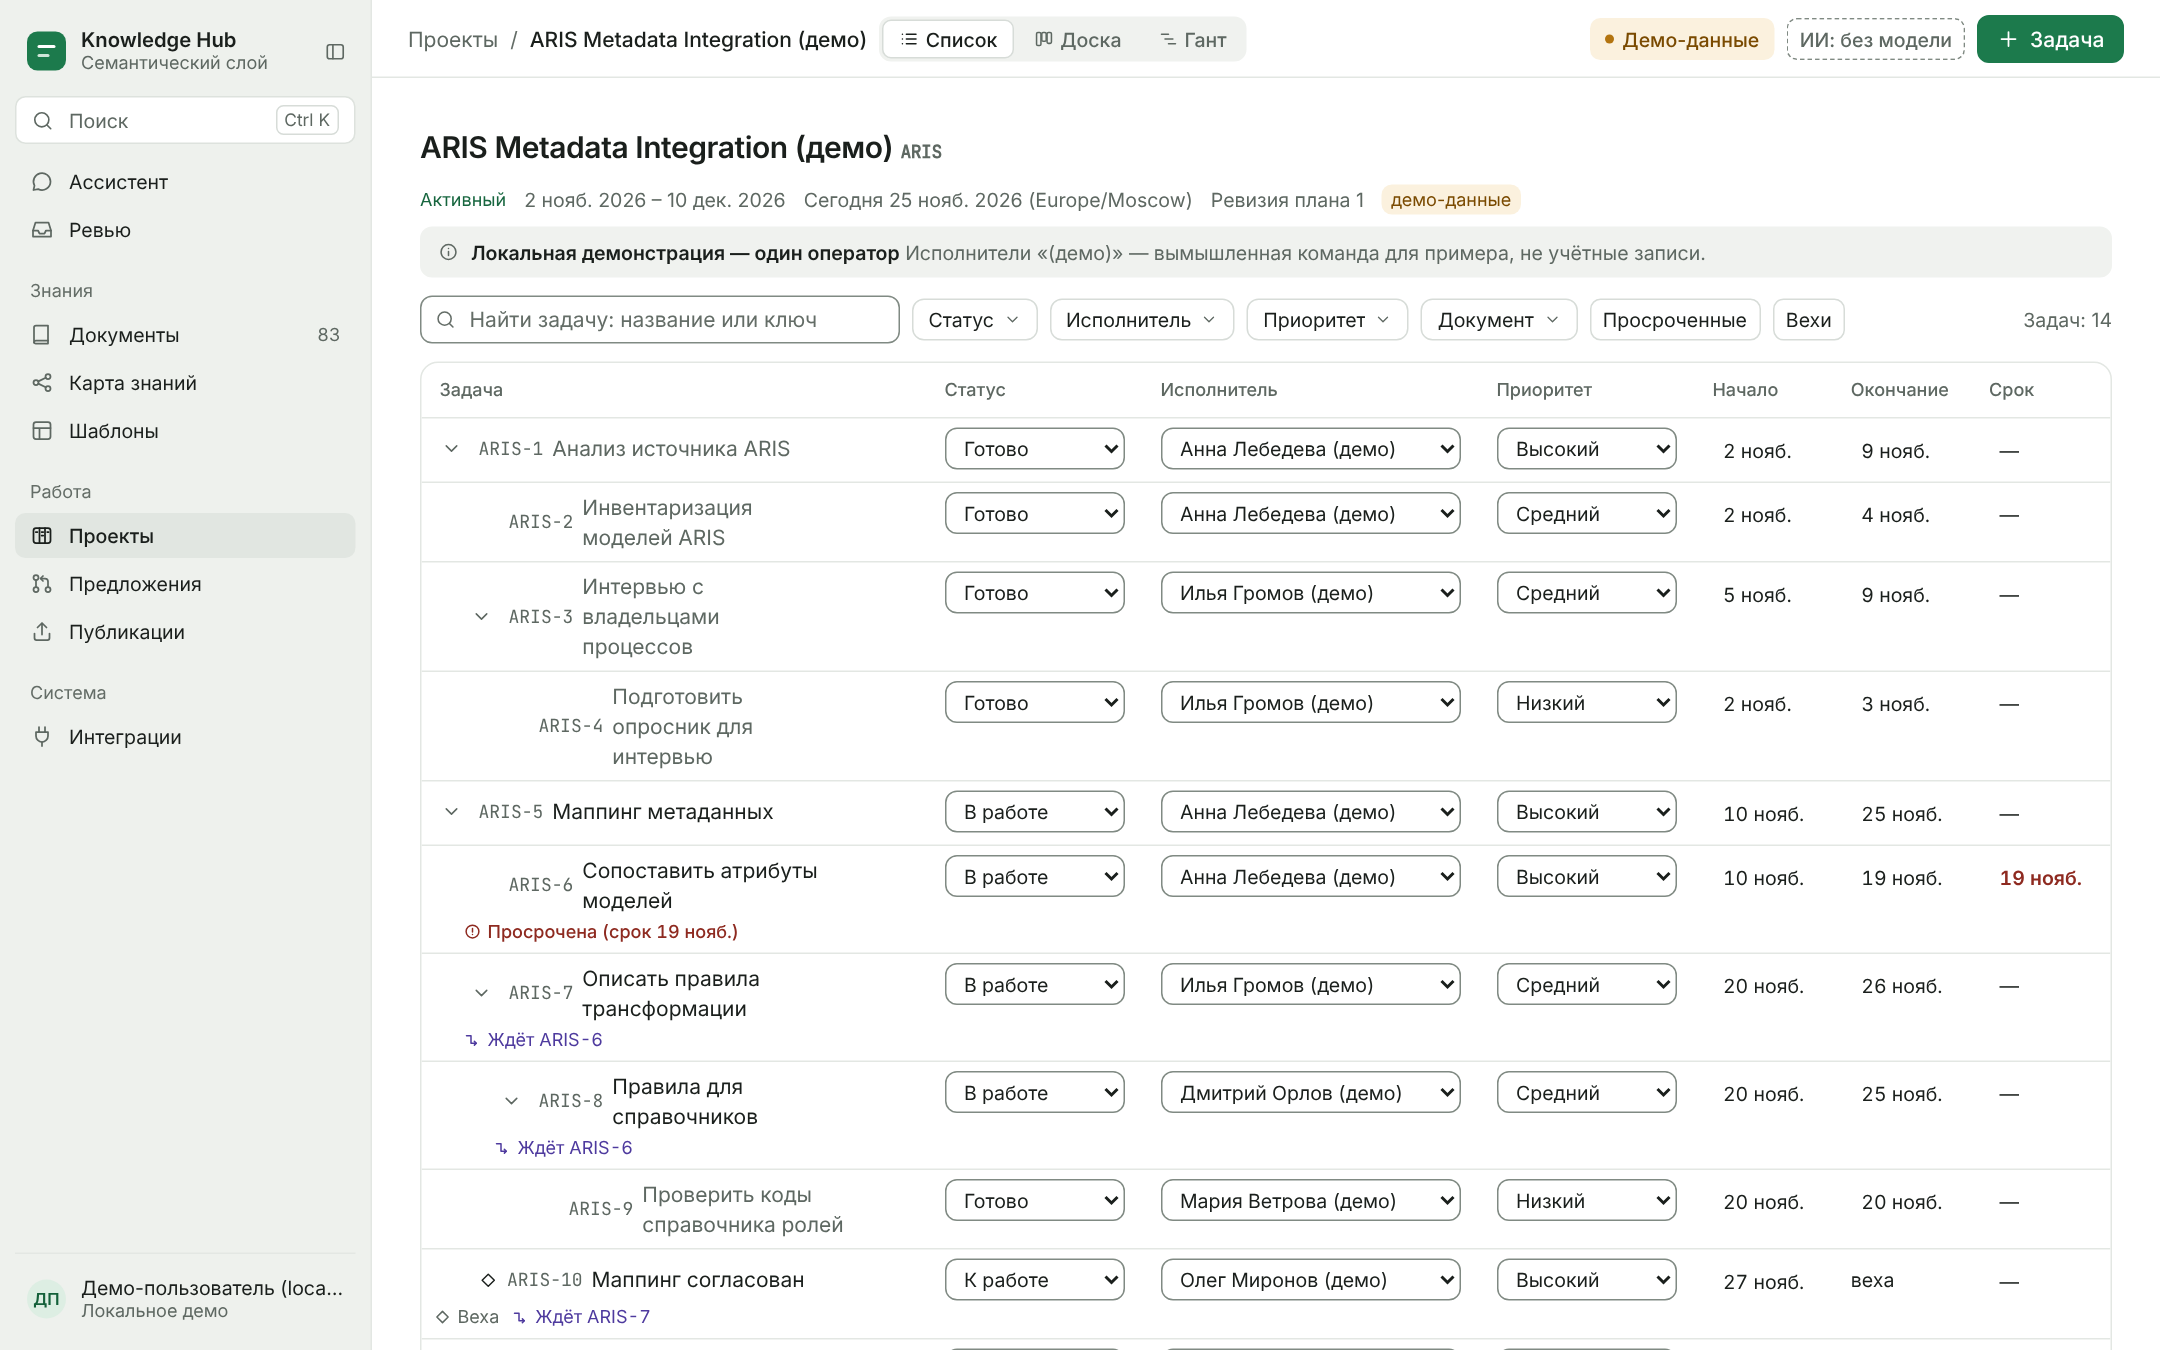 Knowledge Hub
Семантический слой
Поиск
Ctrl K
Ассистент
Ревью
Знания
Документы 83
Карта знаний
Шаблоны
Работа
Проекты
Предложения
Публикации
Система
Интеграции
ДП
Демо-пользователь (loca...
Локальное демо
Проекты / ARIS Metadata Integration (демо)
Список
Доска
Гант
Демо-данные
ИИ: без модели
+ Задача
ARIS Metadata Integration (демо) ARIS
Активный 2 нояб. 2026 – 10 дек. 2026 Сегодня 25 нояб. 2026 (Europe/Moscow) Ревизия плана 1 демо-данные
Локальная демонстрация — один оператор Исполнители «(демо)» — вымышленная команда для примера, не учётные записи.
Найти задачу: название или ключ
Статус
Исполнитель
Приоритет
Документ
Просроченные
Вехи
Задач: 14
Задача Статус Исполнитель Приоритет Начало Окончание Срок
ARIS-1 Анализ источника ARIS Готово Анна Лебедева (демо) Высокий 2 нояб. 9 нояб. —
ARIS-2 Инвентаризация
моделей ARIS
Готово Анна Лебедева (демо) Средний 2 нояб. 4 нояб. —
ARIS-3 Интервью с
владельцами
процессов
Готово Илья Громов (демо) Средний 5 нояб. 9 нояб. —
ARIS-4 Подготовить
опросник для
интервью
Готово Илья Громов (демо) Низкий 2 нояб. 3 нояб. —
ARIS-5 Маппинг метаданных В работе Анна Лебедева (демо) Высокий 10 нояб. 25 нояб. —
ARIS-6 Сопоставить атрибуты
моделей
Просрочена (срок 19 нояб.)
В работе Анна Лебедева (демо) Высокий 10 нояб. 19 нояб. 19 нояб.
ARIS-7 Описать правила
трансформации
Ждёт ARIS-6
В работе Илья Громов (демо) Средний 20 нояб. 26 нояб. —
ARIS-8 Правила для
справочников
Ждёт ARIS-6
В работе Дмитрий Орлов (демо) Средний 20 нояб. 25 нояб. —
ARIS-9 Проверить коды
справочника ролей
Готово Мария Ветрова (демо) Низкий 20 нояб. 20 нояб. —
ARIS-10 Маппинг согласован К работе Олег Миронов (демо) Высокий 27 нояб. веха —
Веха Ждёт ARIS-7